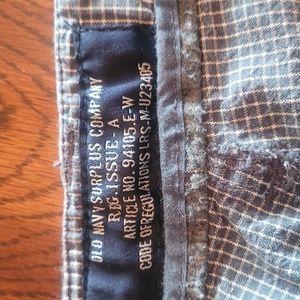 OLD NAVY SURPLUS COMPANY
REG. ISSUE - A
ARTICLE NO. 94105.E-W
CODE OF REGULATIONS LRS-M-U23405